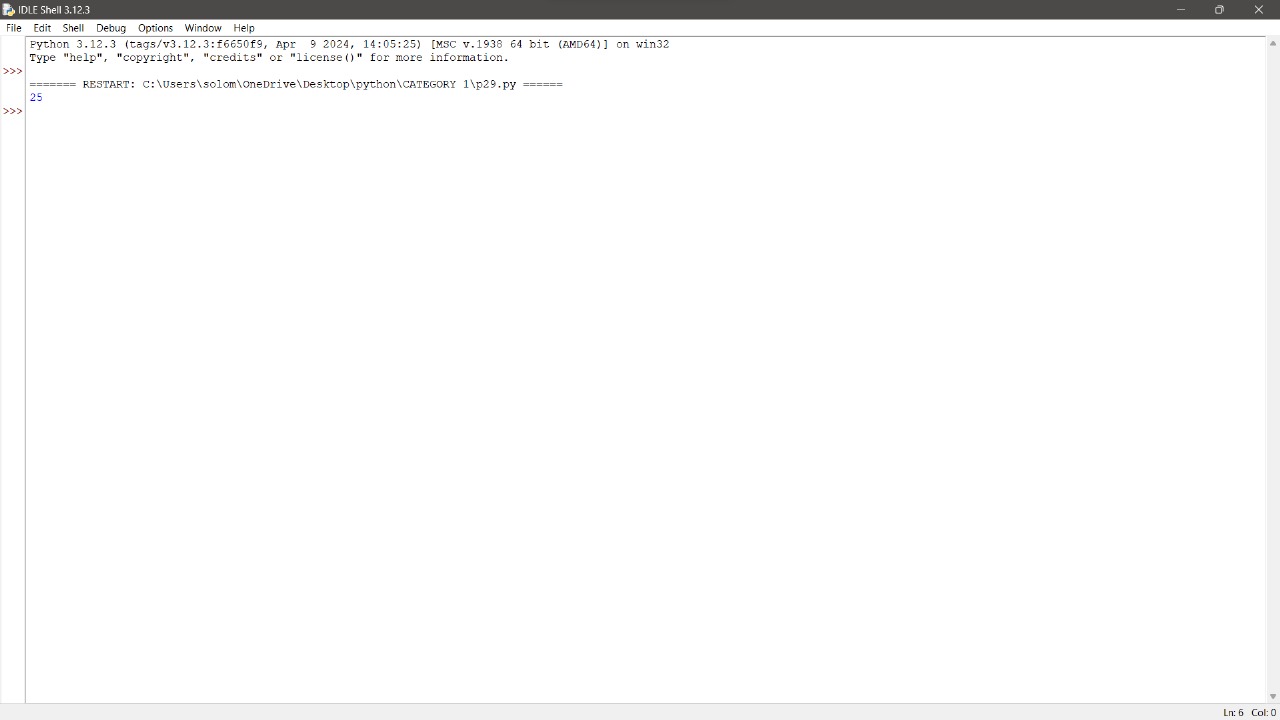 IDLE Shell 3.12.3
File Edit Shell Debug Options Window Help
Python 3.12.3 (tags/v3.12.3:f6650f9, Apr  9 2024, 14:05:25) [MSC v.1938 64 bit (AMD64)] on win32
Type "help", "copyright", "credits" or "license()" for more information.
>>>
======= RESTART: C:\Users\solom\OneDrive\Desktop\python\CATEGORY 1\p29.py ======
25
>>>
Ln: 6 Col: 0